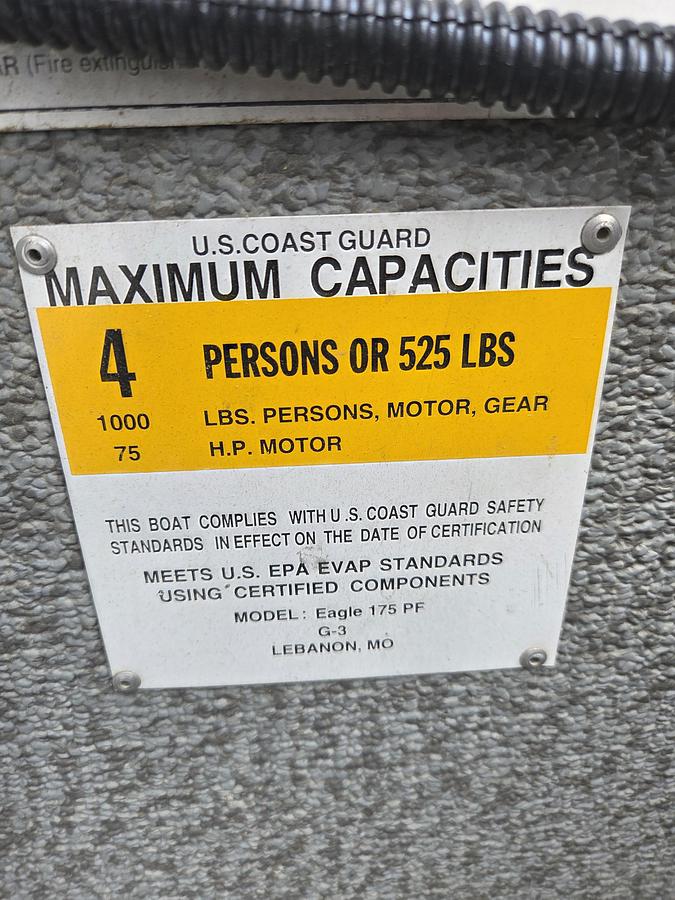 R (Fire extinguisher
U.S.COAST GUARD
MAXIMUM CAPACITIES
4 PERSONS OR 525 LBS
1000 LBS. PERSONS, MOTOR, GEAR
75 H.P. MOTOR
THIS BOAT COMPLIES WITH U.S. COAST GUARD SAFETY
STANDARDS IN EFFECT ON THE DATE OF CERTIFICATION
MEETS U.S. EPA EVAP STANDARDS
USING CERTIFIED COMPONENTS
MODEL: Eagle 175 PF
G-3
LEBANON, MO